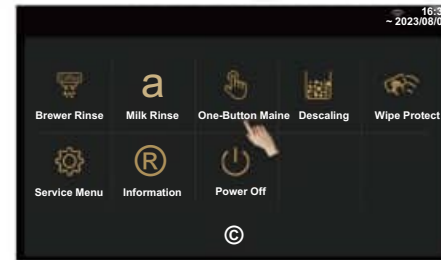 16:3
~ 2023/08/0
a
Brewer Rinse Milk Rinse One-Button Maine Descaling Wipe Protect
®
Service Menu Information Power Off
©